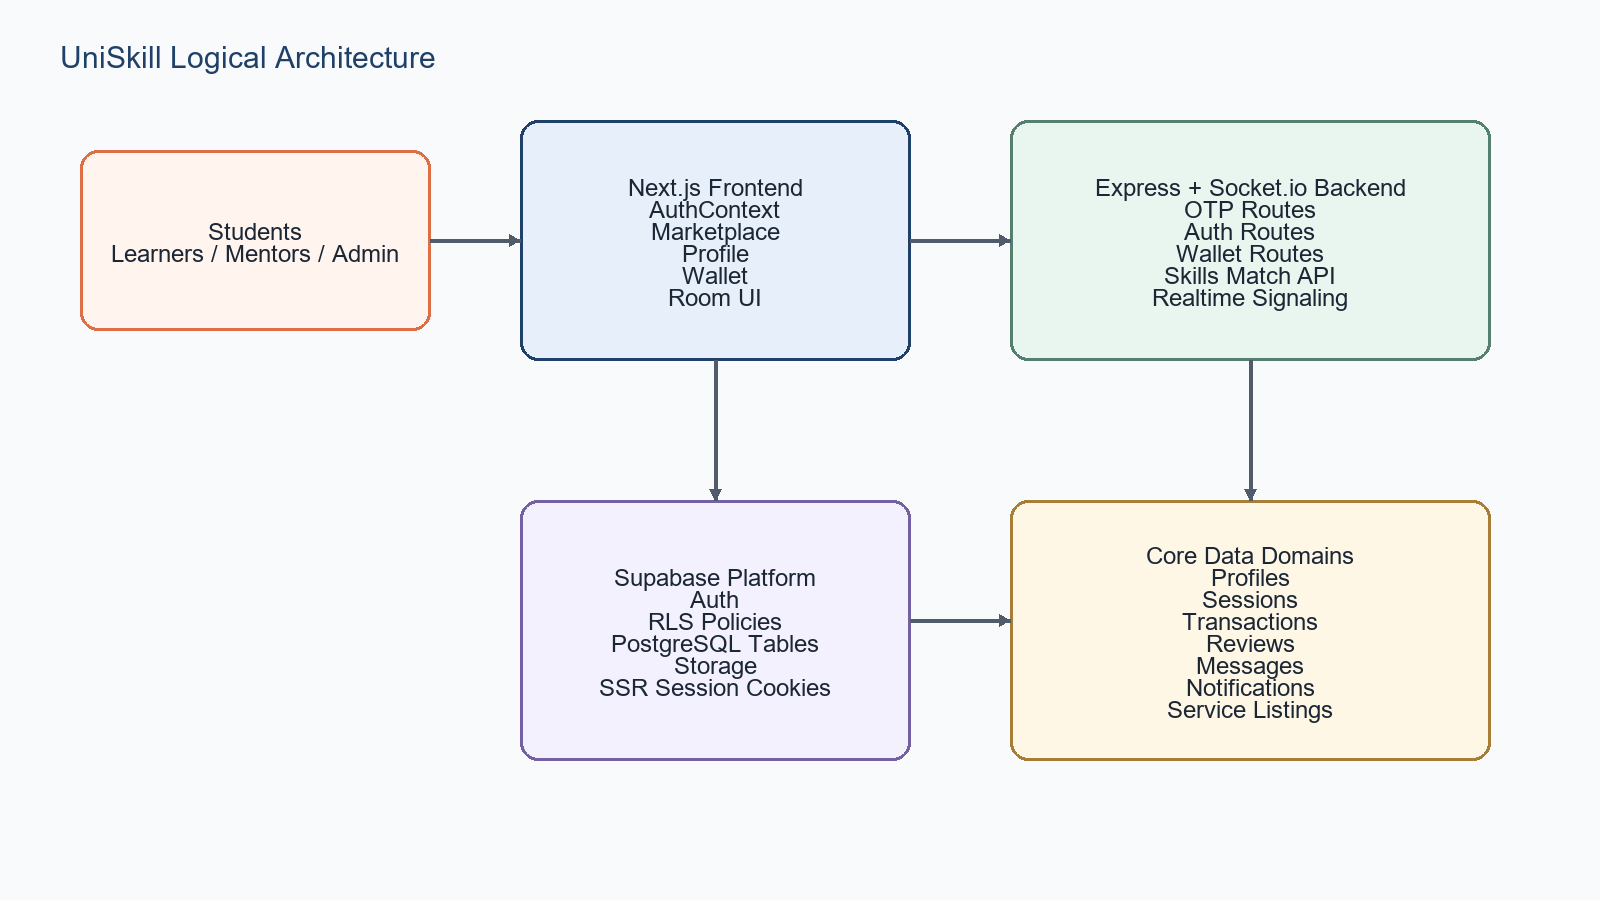 UniSkill Logical Architecture
Students
Learners / Mentors / Admin
Next.js Frontend
AuthContext
Marketplace
Profile
Wallet
Room UI
Express + Socket.io Backend
OTP Routes
Auth Routes
Wallet Routes
Skills Match API
Realtime Signaling
Supabase Platform
Auth
RLS Policies
PostgreSQL Tables
Storage
SSR Session Cookies
Core Data Domains
Profiles
Sessions
Transactions
Reviews
Messages
Notifications
Service Listings